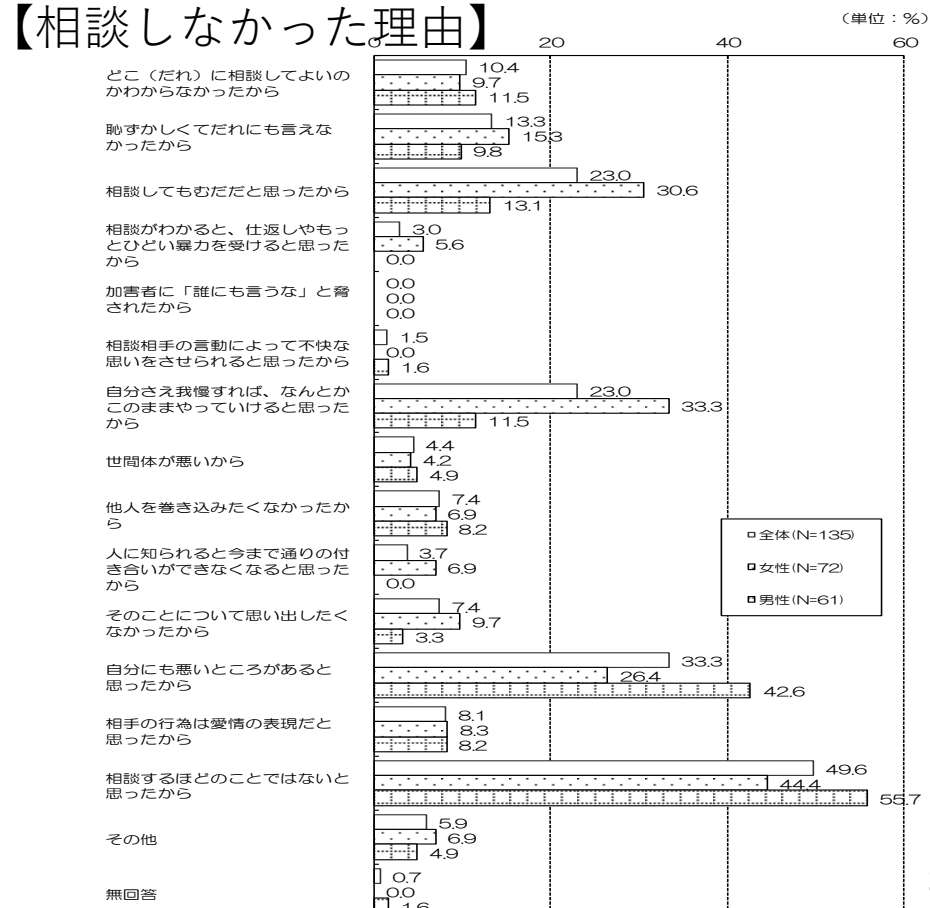 【相談しなかった理由】
（単位：％）
0 20 40 60
どこ（だれ）に相談してよいの
かわからなかったから
10.4
9.7
11.5
恥ずかしくてだれにも言えな
かったから
13.3
15.3
9.8
相談してもむだだと思ったから
23.0
30.6
13.1
相談がわかると、仕返しやもっ
とひどい暴力を受けると思った
から
3.0
5.6
0.0
加害者に「誰にも言うな」と脅
されたから
0.0
0.0
0.0
相談相手の言動によって不快な
思いをさせられると思ったから
1.5
0.0
1.6
自分さえ我慢すれば、なんとか
このままやっていけると思った
から
23.0
33.3
11.5
世間体が悪いから
4.4
4.2
4.9
他人を巻き込みたくなかったか
ら
7.4
6.9
8.2
人に知られると今まで通りの付
き合いができなくなると思った
から
3.7
6.9
0.0
そのことについて思い出したく
なかったから
7.4
9.7
3.3
自分にも悪いところがあると
思ったから
33.3
26.4
42.6
相手の行為は愛情の表現だと
思ったから
8.1
8.3
8.2
相談するほどのことではないと
思ったから
49.6
44.4
55.7
その他
5.9
6.9
4.9
無回答
0.7
0.0
1.6
全体(N=135)
女性(N=72)
男性(N=61)